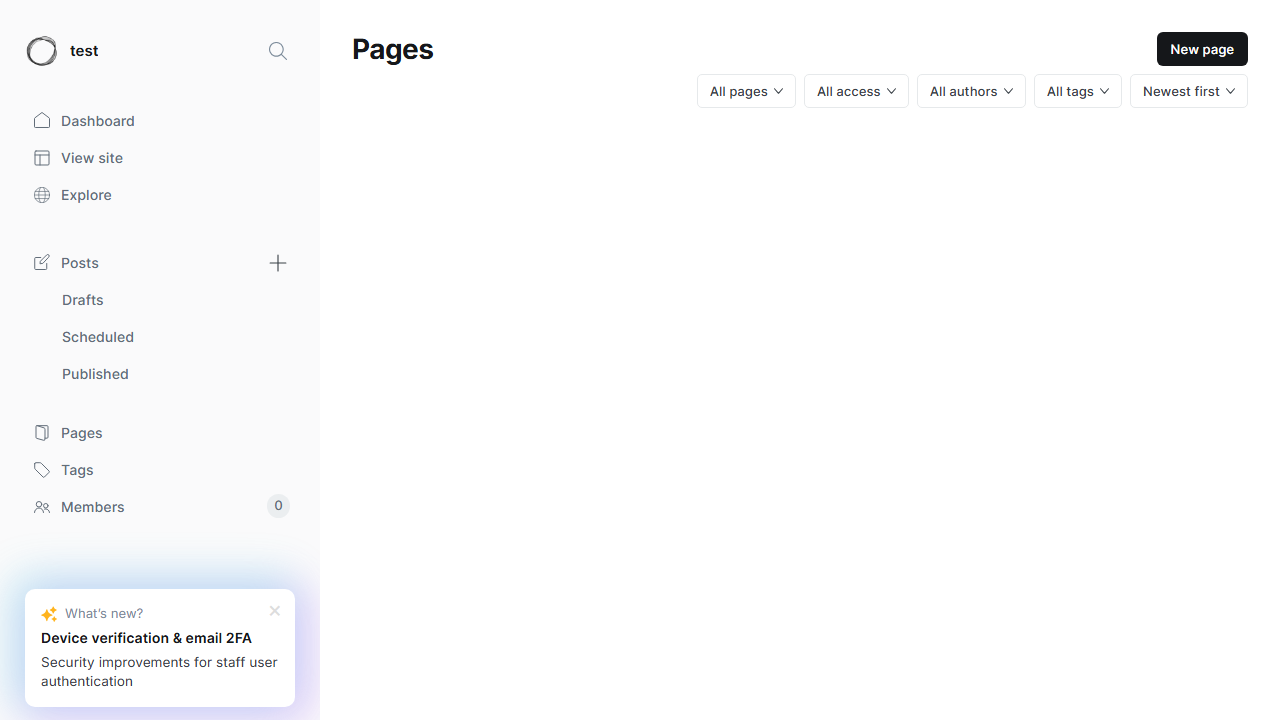 test
Dashboard
View site
Explore
Posts
Drafts
Scheduled
Published
Pages
Tags
Members 0
What's new?
Device verification & email 2FA
Security improvements for staff user
authentication
Pages
New page
All pages All access All authors All tags Newest first